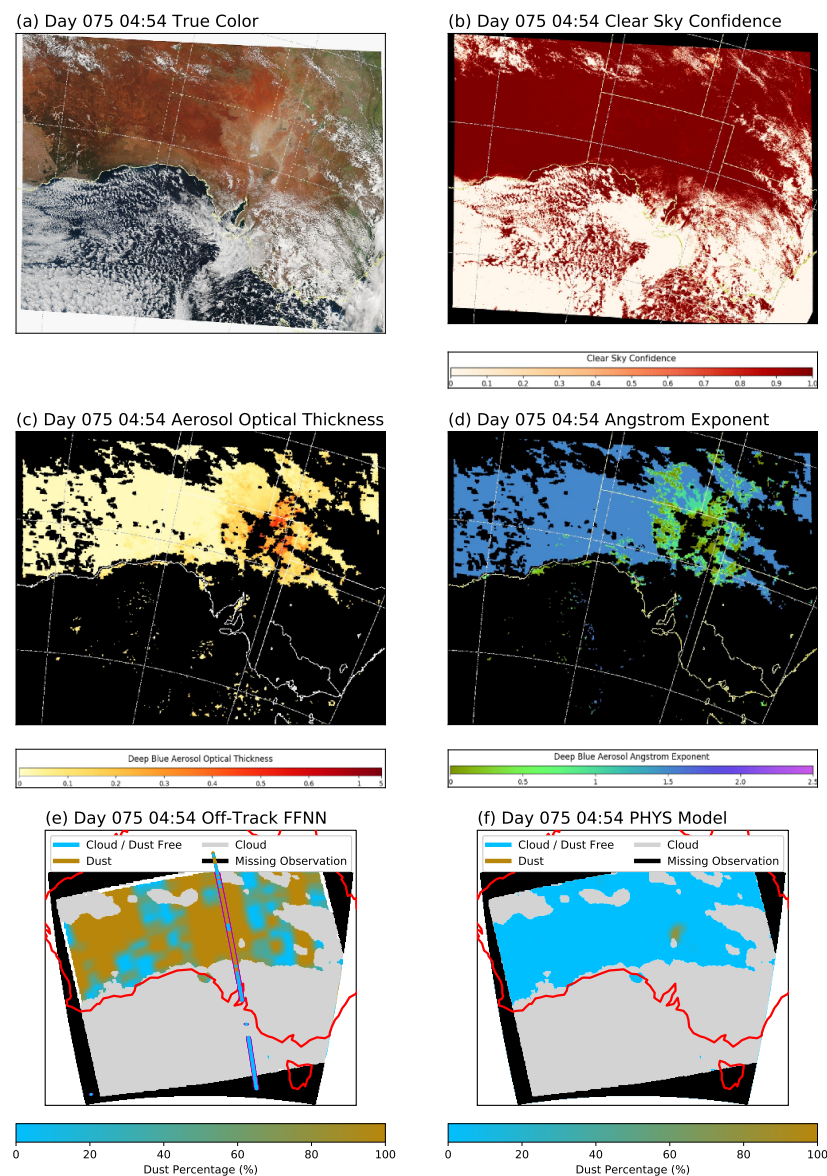 (a) Day 075 04:54 True Color
(b) Day 075 04:54 Clear Sky Confidence
Clear Sky Confidence
0 0.1 0.2 0.3 0.4 0.5 0.6 0.7 0.8 0.9 1.0
(c) Day 075 04:54 Aerosol Optical Thickness
(d) Day 075 04:54 Angstrom Exponent
Deep Blue Aerosol Optical Thickness
0 0.1 0.2 0.3 0.4 0.5 0.6 1 5
Deep Blue Aerosol Angstrom Exponent
0 0.5 1 1.5 2.0 2.5
(e) Day 075 04:54 Off-Track FFNN
Cloud / Dust Free Cloud
Dust Missing Observation
0 20 40 60 80 100
Dust Percentage (%)
(f) Day 075 04:54 PHYS Model
Cloud / Dust Free Cloud
Dust Missing Observation
0 20 40 60 80 100
Dust Percentage (%)